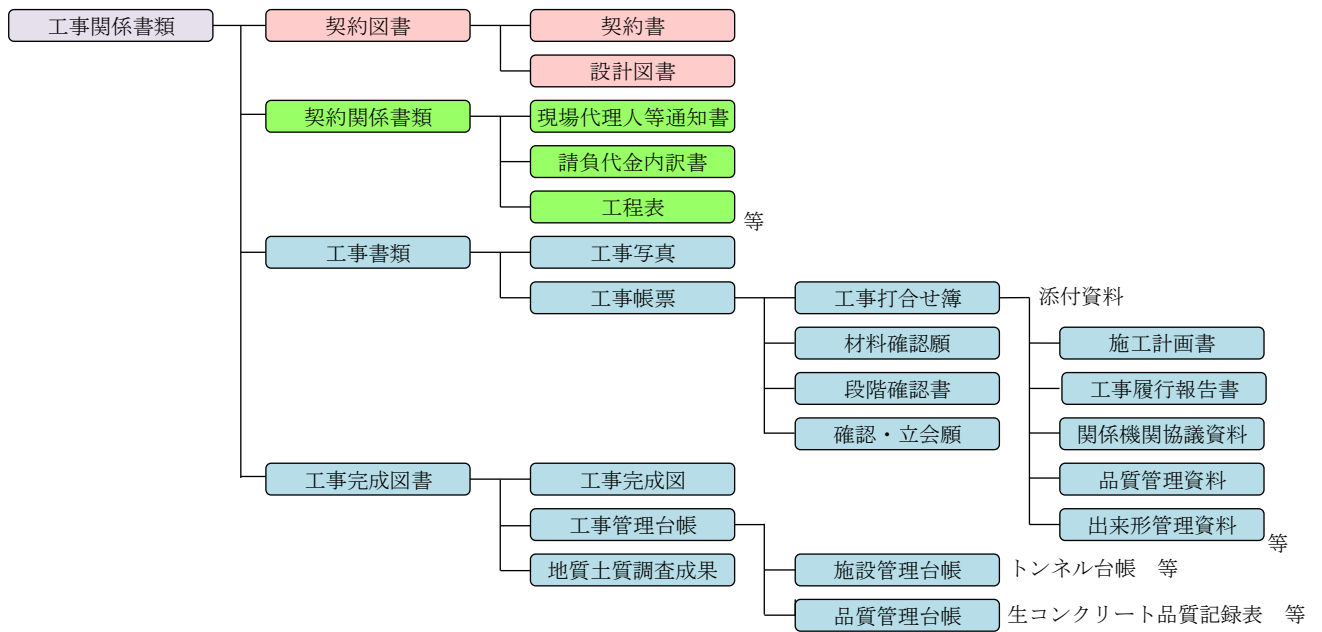 工事関係書類
契約図書
契約書
設計図書
契約関係書類
現場代理人等通知書
請負代金内訳書
工程表
等
工事書類
工事写真
工事帳票
工事打合せ簿
添付資料
材料確認願
施工計画書
段階確認書
工事履行報告書
確認・立会願
関係機関協議資料
品質管理資料
出来形管理資料
等
工事完成図書
工事完成図
工事管理台帳
地質土質調査成果
施設管理台帳
トンネル台帳　等
品質管理台帳
生コンクリート品質記録表　等